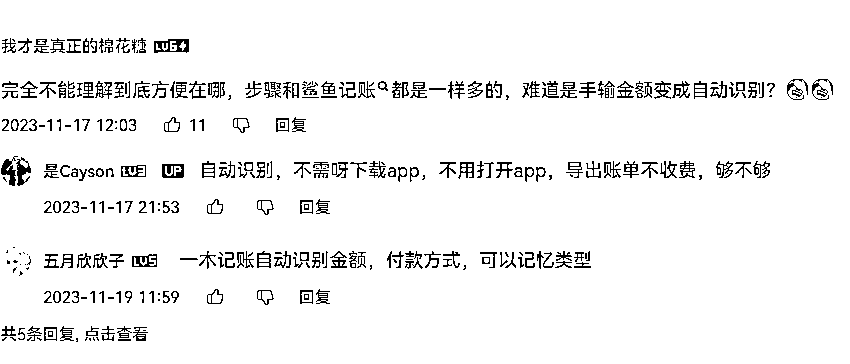 我才是真正的棉花糖 LV6
完全不能理解到底方便在哪，步骤和鲨鱼记账都是一样多的，难道是手输金额变成自动识别？
2023-11-17 12:03 11 回复
是Cayson LV3 UP 自动识别，不需呀下载app，不用打开app，导出账单不收费，够不够
2023-11-17 21:53 回复
五月欣欣子 LV5 一木记账自动识别金额，付款方式，可以记忆类型
2023-11-19 11:59 回复
共5条回复, 点击查看